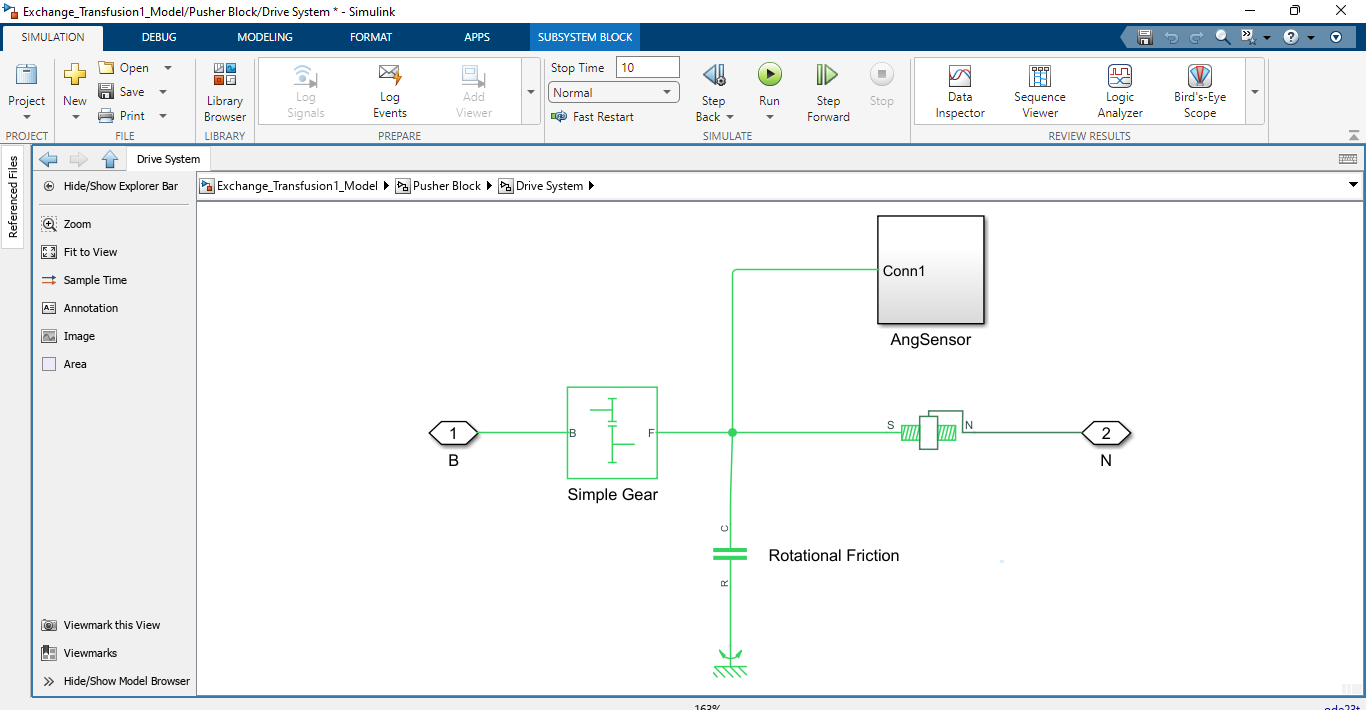 Exchange_Transfusion1_Model/Pusher Block/Drive System * - Simulink
SIMULATION DEBUG MODELING FORMAT APPS SUBSYSTEM BLOCK
Project
New
Open
Save
Print
Library
Browser
Log
Signals
Log
Events
Add
Viewer
Stop Time 10
Normal
Fast Restart
Step
Back
Run
Step
Forward
Stop
Data
Inspector
Sequence
Viewer
Logic
Analyzer
Bird's-Eye
Scope
PROJECT FILE LIBRARY PREPARE SIMULATE REVIEW RESULTS
Referenced Files
Drive System
Hide/Show Explorer Bar
Exchange_Transfusion1_Model Pusher Block Drive System
Zoom
Fit to View
Sample Time
Annotation
Image
Area
Conn1
AngSensor
1
B
B F
Simple Gear
S N
2
N
C
Rotational Friction
R
Viewmark this View
Viewmarks
Hide/Show Model Browser
163%
ode23t